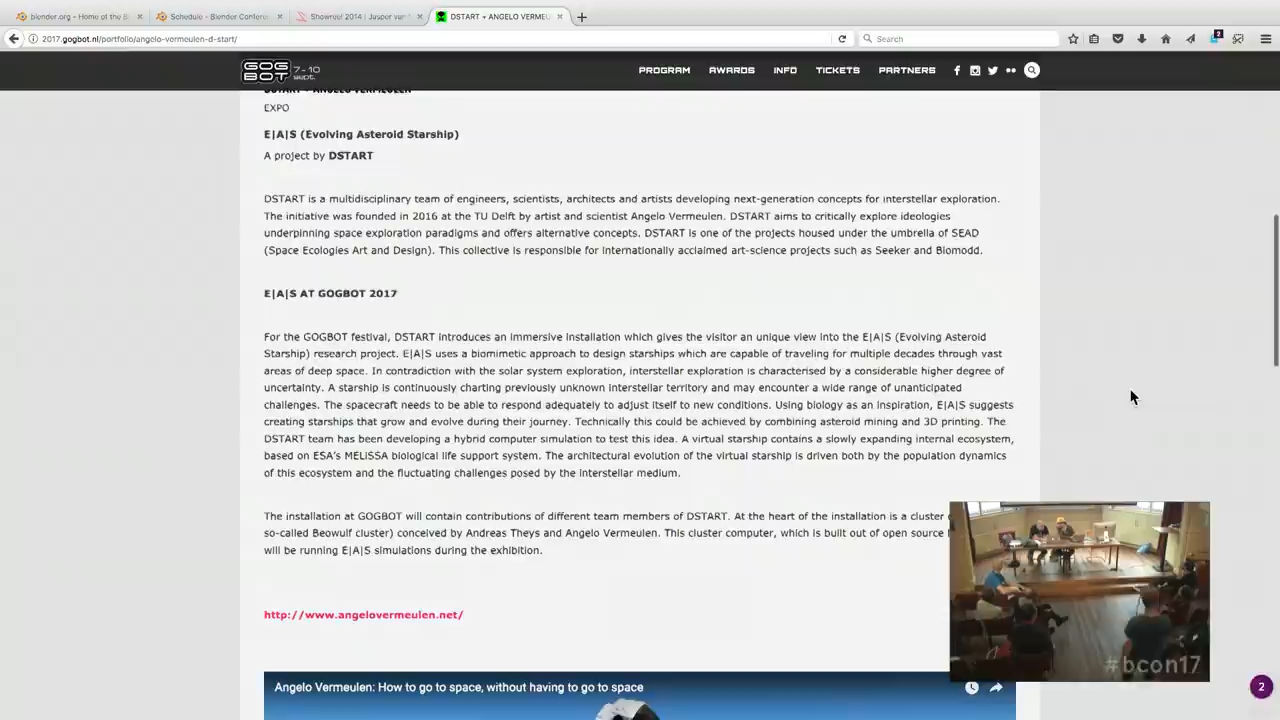 blender.org - Home of the Bl
Schedule - Blender Conferen
Showreel 2014 | Jusper van
DSTART + ANGELO VERMEU
2017.gogbot.nl/portfolio/angelo-vermeulen-d-start/
Search
2
GOG BOT 7-10 sept.
PROGRAM AWARDS INFO TICKETS PARTNERS
DSTART + ANGELO VERMEULEN
EXPO
E|A|S (Evolving Asteroid Starship)
A project by DSTART
DSTART is a multidisciplinary team of engineers, scientists, architects and artists developing next-generation concepts for interstellar exploration.
The initiative was founded in 2016 at the TU Delft by artist and scientist Angelo Vermeulen. DSTART aims to critically explore ideologies
underpinning space exploration paradigms and offers alternative concepts. DSTART is one of the projects housed under the umbrella of SEAD
(Space Ecologies Art and Design). This collective is responsible for internationally acclaimed art-science projects such as Seeker and Biomodd.
E|A|S AT GOGBOT 2017
For the GOGBOT festival, DSTART introduces an immersive installation which gives the visitor an unique view into the E|A|S (Evolving Asteroid
Starship) research project. E|A|S uses a biomimetic approach to design starships which are capable of traveling for multiple decades through vast
areas of deep space. In contradiction with the solar system exploration, interstellar exploration is characterised by a considerable higher degree of
uncertainty. A starship is continuously charting previously unknown interstellar territory and may encounter a wide range of unanticipated
challenges. The spacecraft needs to be able to respond adequately to adjust itself to new conditions. Using biology as an inspiration, E|A|S suggests
creating starships that grow and evolve during their journey. Technically this could be achieved by combining asteroid mining and 3D printing. The
DSTART team has been developing a hybrid computer simulation to test this idea. A virtual starship contains a slowly expanding internal ecosystem,
based on ESA's MELiSSA biological life support system. The architectural evolution of the virtual starship is driven both by the population dynamics
of this ecosystem and the fluctuating challenges posed by the interstellar medium.
The installation at GOGBOT will contain contributions of different team members of DSTART. At the heart of the installation is a cluster
so-called Beowulf cluster) conceived by Andreas Theys and Angelo Vermeulen. This cluster computer, which is built out of open source
will be running E|A|S simulations during the exhibition.
http://www.angelovermeulen.net/
#bcon17
Angelo Vermeulen: How to go to space, without having to go to space
2